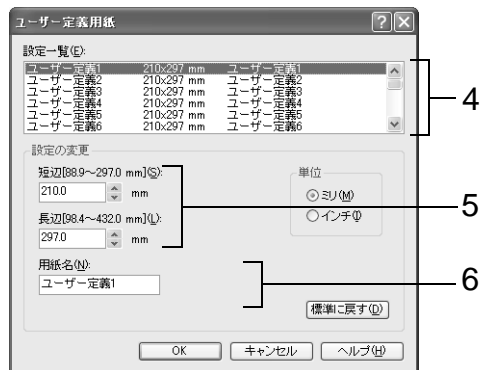 ユーザー定義用紙
設定一覧(E):
ユーザー定義1 210x297 mm ユーザー定義1
ユーザー定義2 210x297 mm ユーザー定義2
ユーザー定義3 210x297 mm ユーザー定義3
ユーザー定義4 210x297 mm ユーザー定義4
ユーザー定義5 210x297 mm ユーザー定義5
ユーザー定義6 210x297 mm ユーザー定義6
4
設定の変更
短辺[88.9～297.0 mm](S):
210.0 mm
長辺[98.4～432.0 mm](L):
297.0 mm
単位
ミリ(M)
インチ(I)
5
用紙名(N):
ユーザー定義1
6
標準に戻す(D)
OK キャンセル ヘルプ(H)